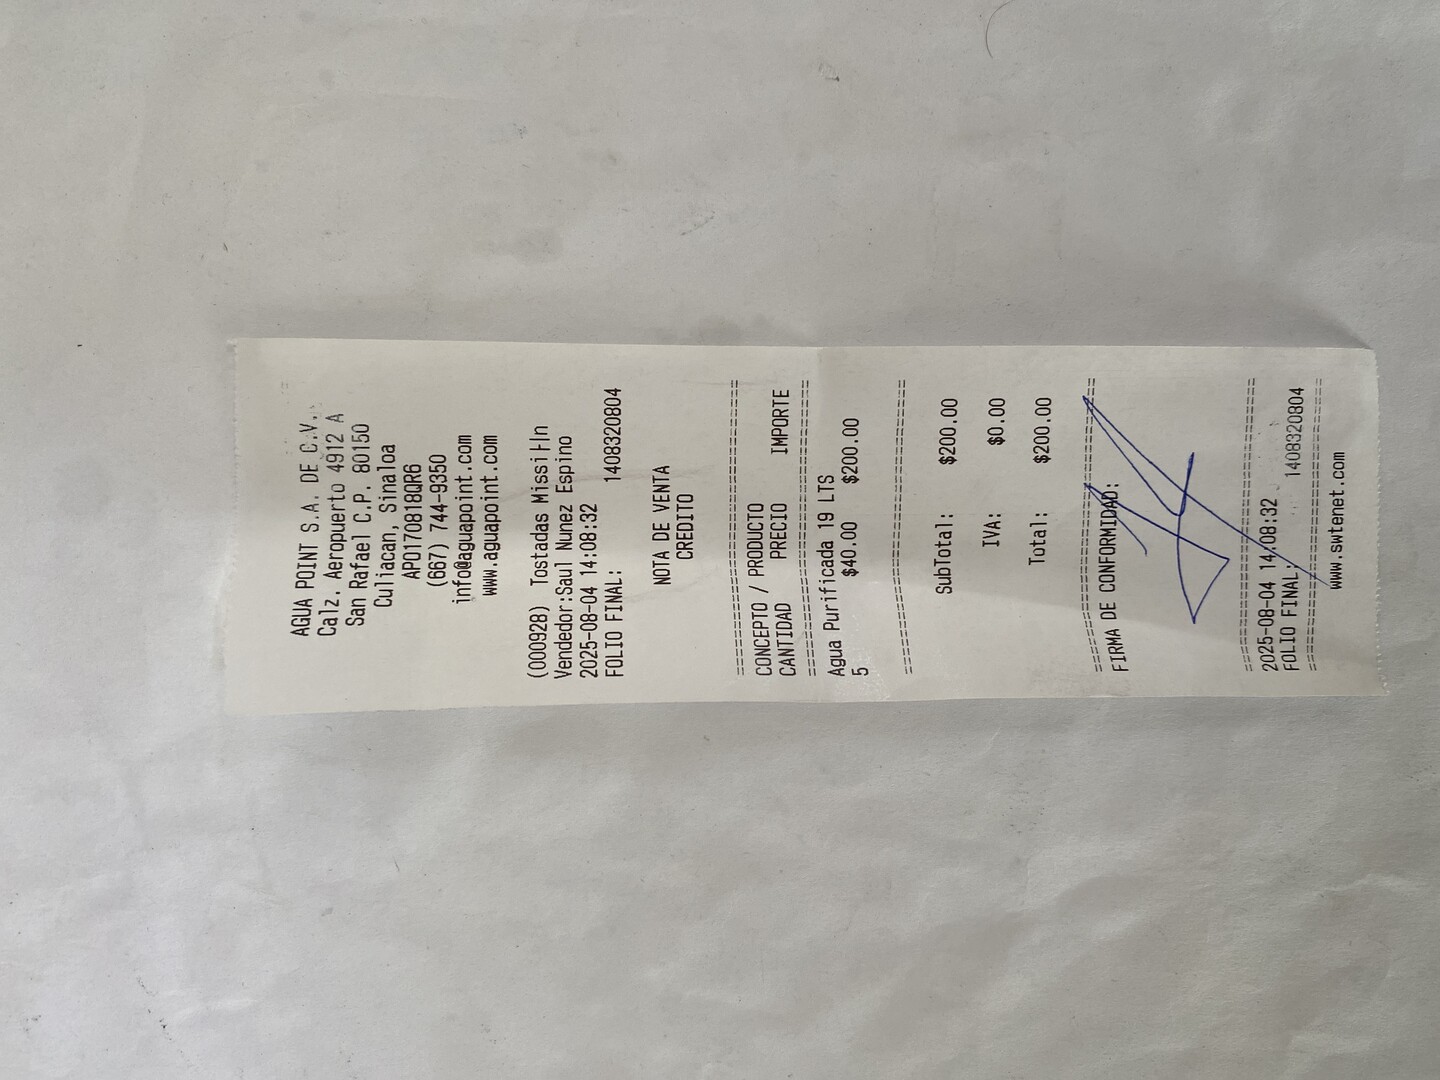 AGUA POINT S.A. DE C.V.
Calz. Aeropuerto 4912 A
San Rafael C.P. 80150
Culiacan, Sinaloa
APO170818QR6
(667) 744-9350
info@aguapoint.com
www.aguapoint.com
(000928) Tostadas
Vendedor:Saul Nunez Espino
2025-08-04 14:08:32
FOLIO FINAL: 1408320804
NOTA DE VENTA
CREDITO
==============================
CONCEPTO / PRODUCTO
CANTIDAD PRECIO IMPORTE
==============================
Agua Purificada 19 LTS
5 $40.00 $200.00
==============================
SubTotal: $200.00
IVA: $0.00
Total: $200.00
==============================
FIRMA DE CONFORMIDAD:
==============================
2025-08-04 14:08:32
FOLIO FINAL: 1408320804
==============================
www.swtenet.com